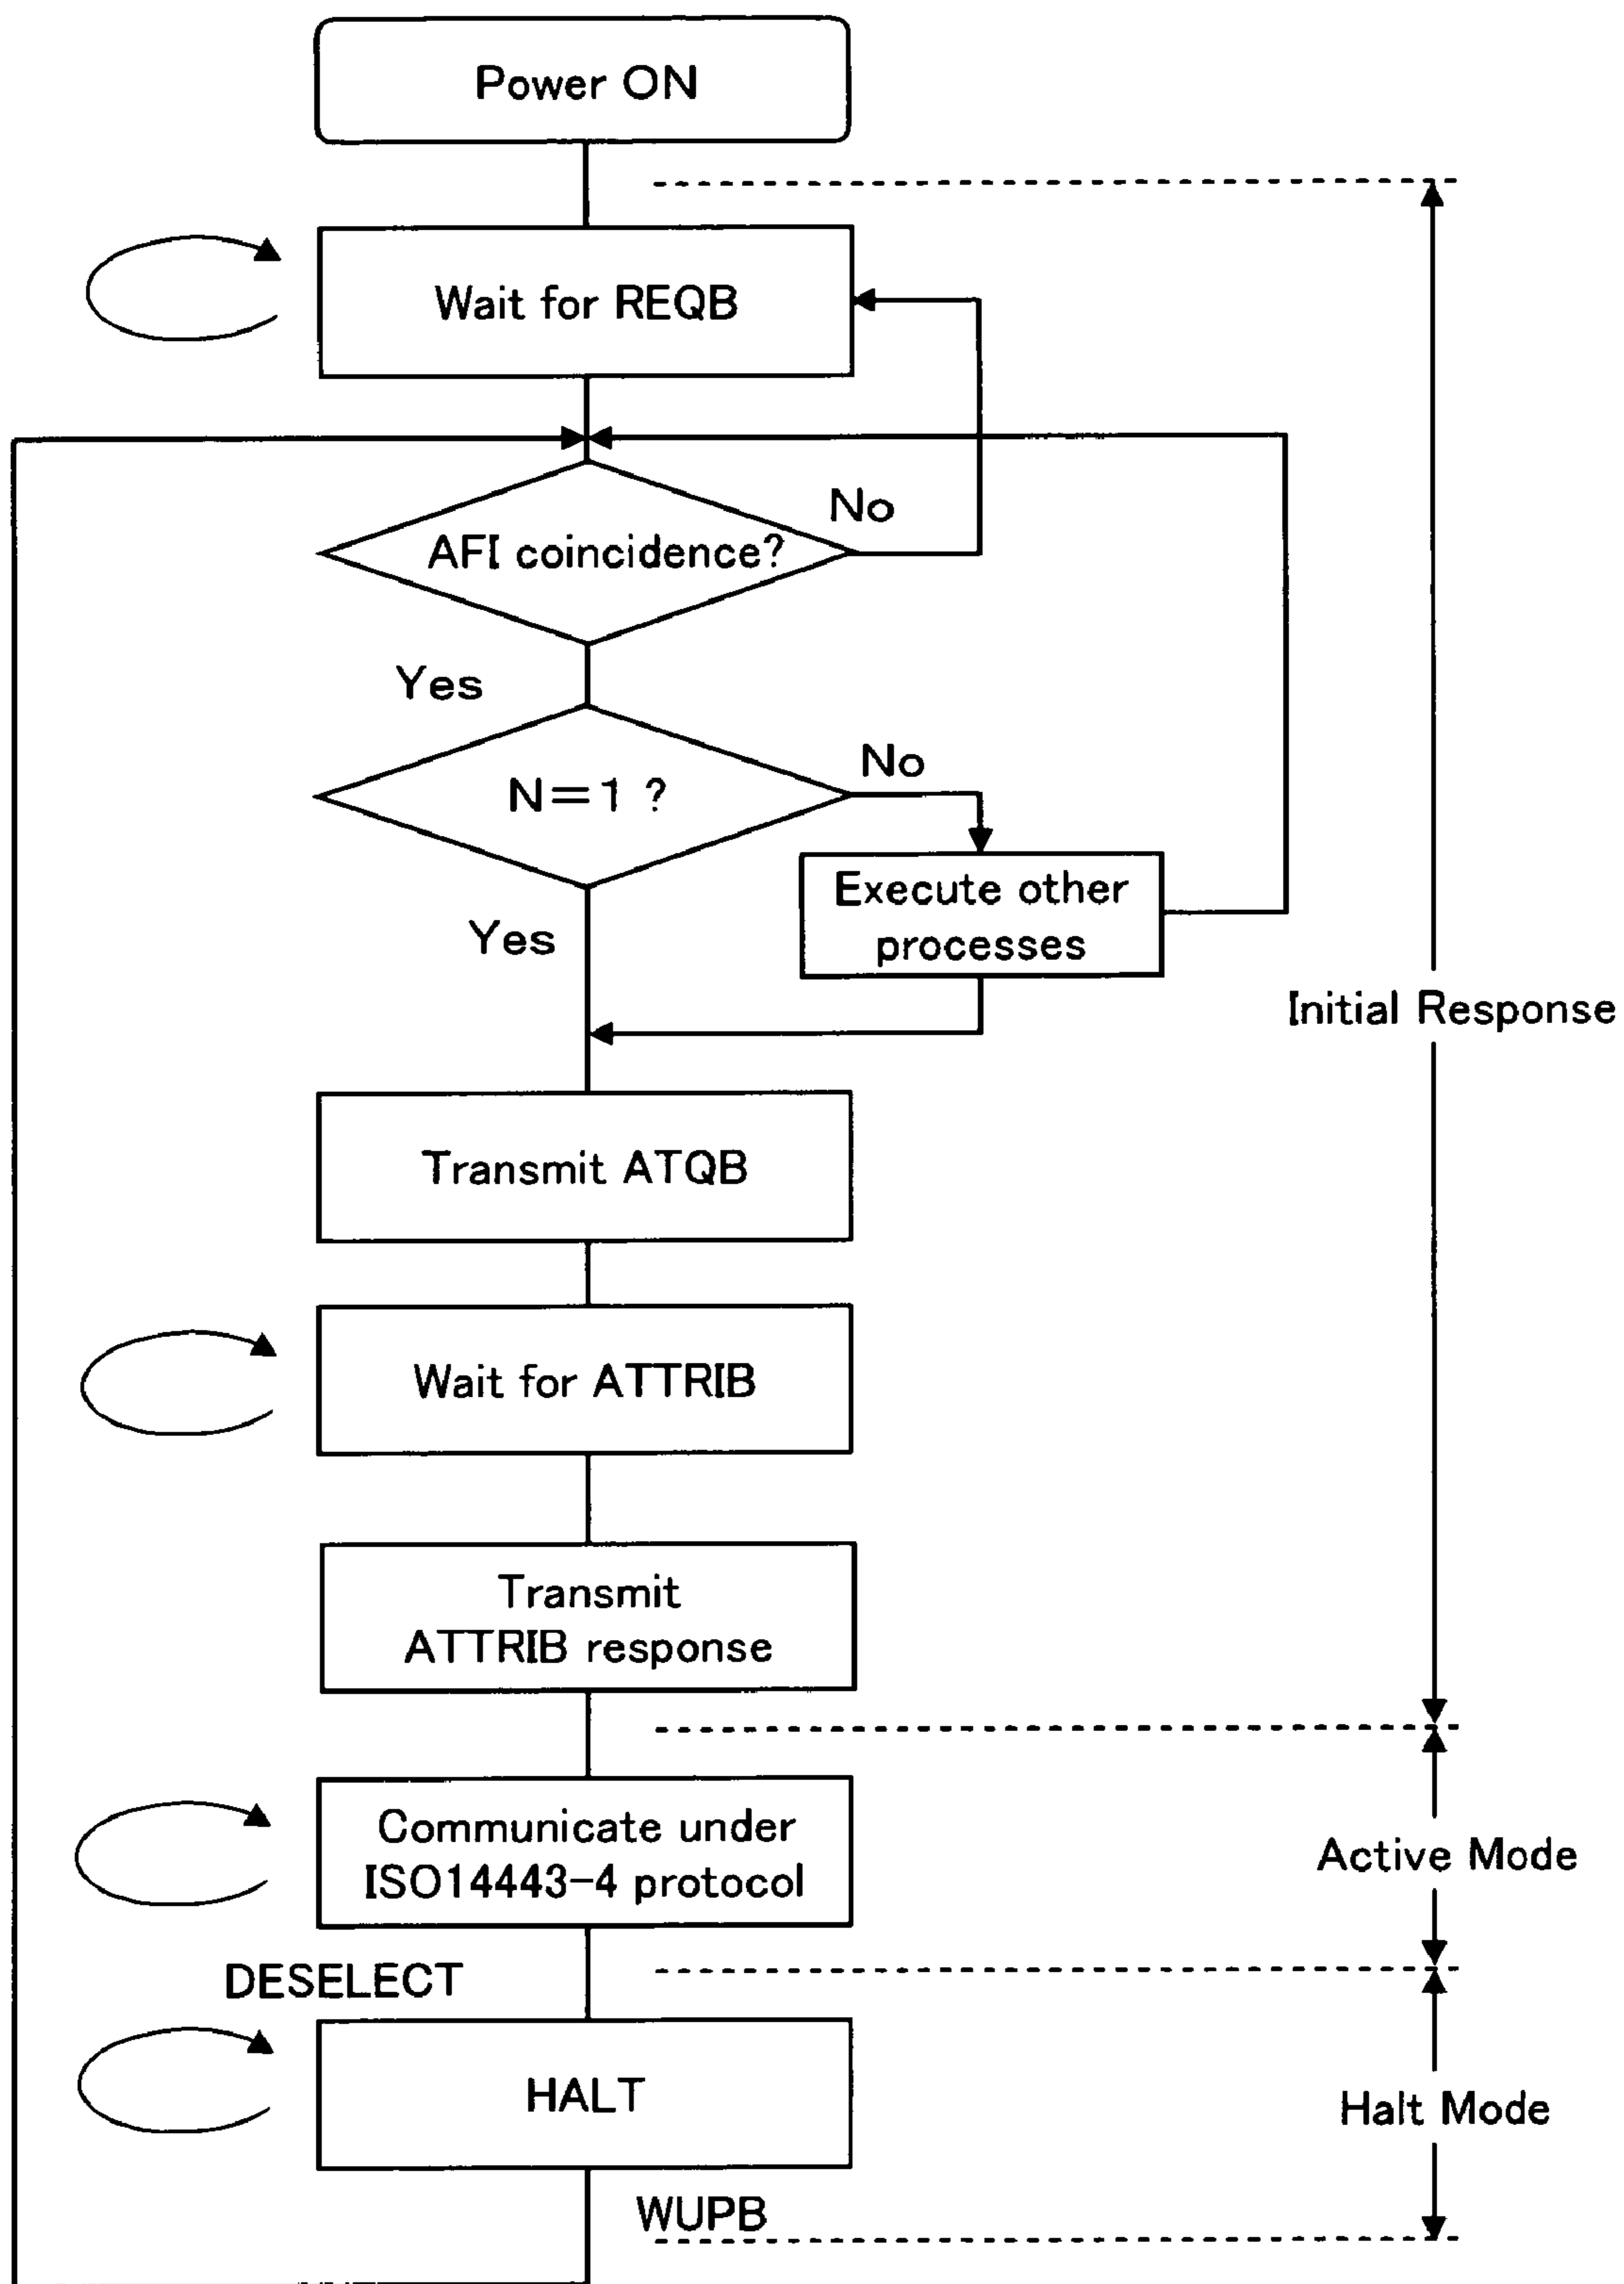 Power ON
Wait for REQB
No
AFI coincidence?
Yes
No
N=1 ?
Execute other
processes
Yes
Initial Response
Transmit ATQB
Wait for ATTRIB
Transmit
ATTRIB response
Communicate under
ISO14443-4 protocol
Active Mode
DESELECT
HALT
Halt Mode
WUPB